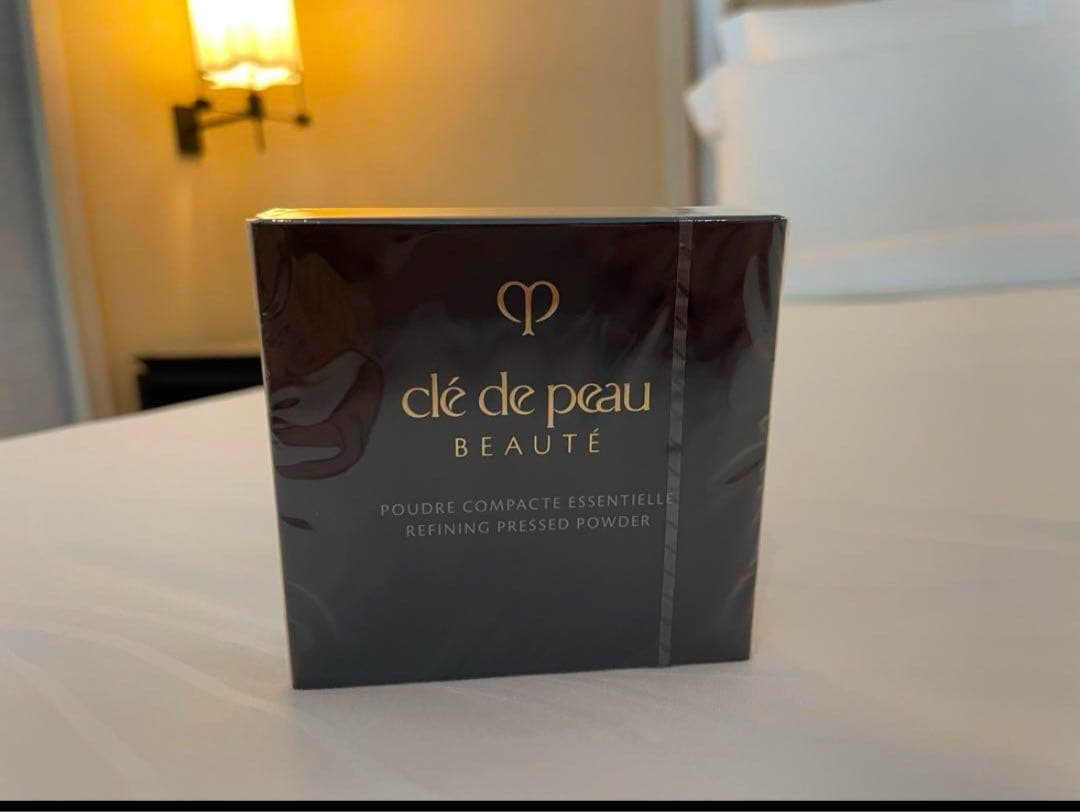 clé de peau
BEAUTÉ
POUDRE COMPACTE ESSENTIELLE
REFINING PRESSED POWDER